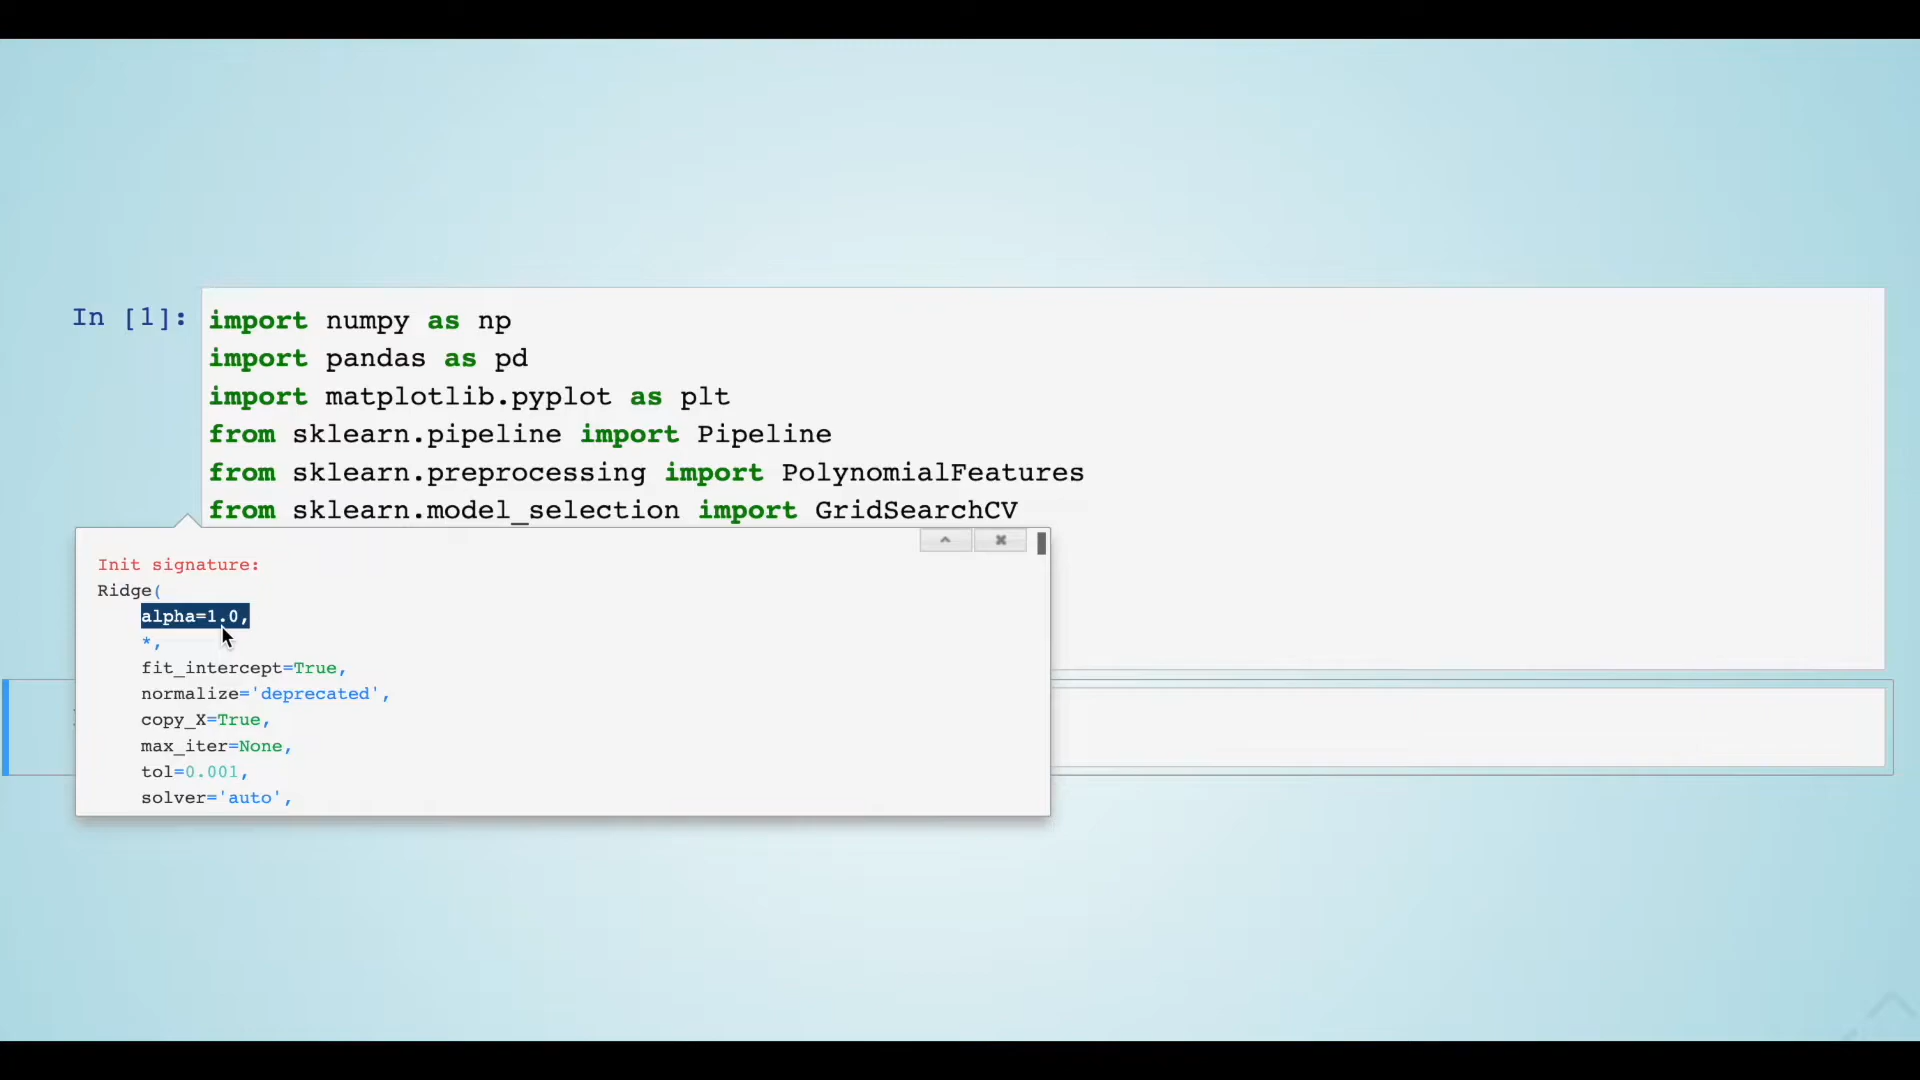 In [1]:
import numpy as np
import pandas as pd
import matplotlib.pyplot as plt
from sklearn.pipeline import Pipeline
from sklearn.preprocessing import PolynomialFeatures
from sklearn.model_selection import GridSearchCV
Init signature:
Ridge(
alpha=1.0,
*,
fit_intercept=True,
normalize='deprecated',
copy_X=True,
max_iter=None,
tol=0.001,
solver='auto',